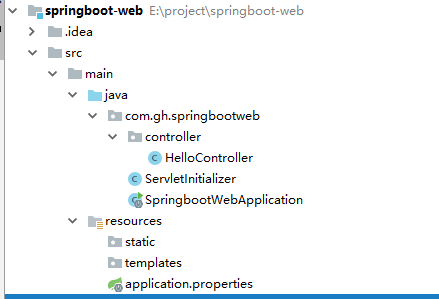 springboot-web E:\project\springboot-web
.idea
src
main
java
com.gh.springbootweb
controller
HelloController
ServletInitializer
SpringbootWebApplication
resources
static
templates
application.properties